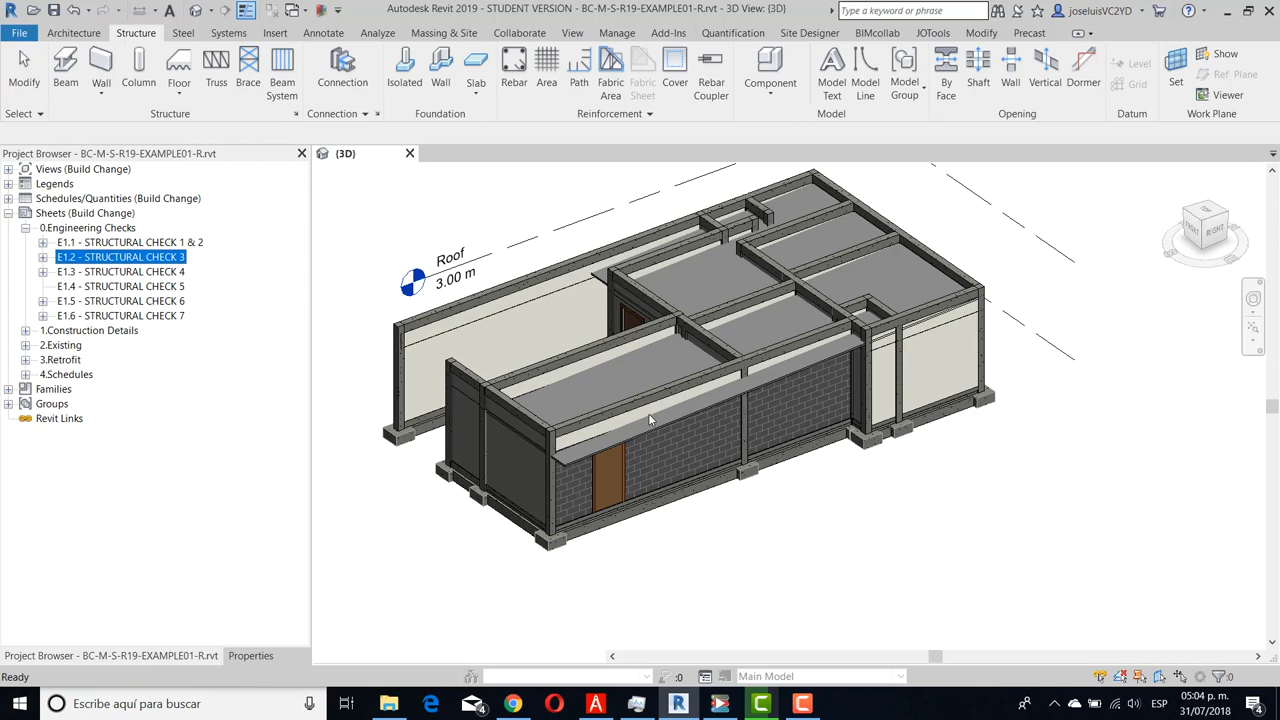 Autodesk Revit 2019 - STUDENT VERSION - BC-M-S-R19-EXAMPLE01-R.rvt - 3D View: {3D}
Type a keyword or phrase
joseluisVC2YD
File Architecture Structure Steel Systems Insert Annotate Analyze Massing & Site Collaborate View Manage Add-Ins Quantification Site Designer BIMcollab JOTools Modify Precast
Modify Beam Wall Column Floor Truss Brace Beam System Connection Isolated Wall Slab Rebar Area Path Fabric Area Fabric Sheet Cover Rebar Coupler Component Model Text Model Line Model Group By Face Shaft Wall Vertical Dormer Level Grid Set Show Ref Plane Viewer
Select Structure Connection Foundation Reinforcement Model Opening Datum Work Plane
Project Browser - BC-M-S-R19-EXAMPLE01-R.rvt
{3D}
Views (Build Change)
Legends
Schedules/Quantities (Build Change)
Sheets (Build Change)
0.Engineering Checks
E1.1 - STRUCTURAL CHECK 1 & 2
E1.2 - STRUCTURAL CHECK 3
E1.3 - STRUCTURAL CHECK 4
E1.4 - STRUCTURAL CHECK 5
E1.5 - STRUCTURAL CHECK 6
E1.6 - STRUCTURAL CHECK 7
1.Construction Details
2.Existing
3.Retrofit
4.Schedules
Families
Groups
Revit Links
Roof
3.00 m
TOP
FRONT
RIGHT
Project Browser - BC-M-S-R19-EXAMPLE01-R.rvt Properties
Ready
:0
Main Model
:0
Escribe aquí para buscar
4
ESP
05:04 p. m.
31/07/2018